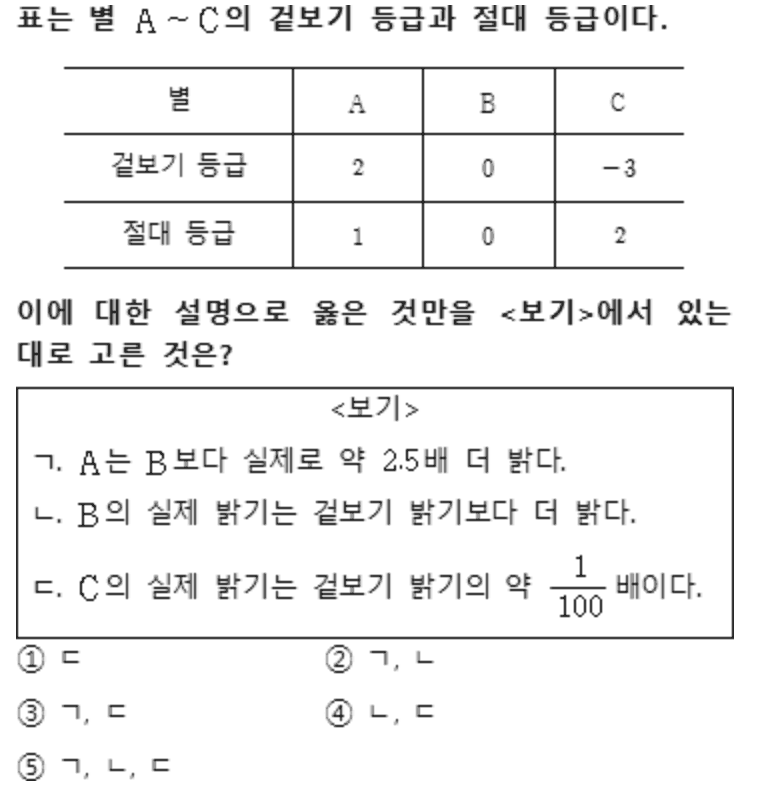 표는 별 A ~ C의 겉보기 등급과 절대 등급이다.
별 A B C
겉보기 등급 2 0 −3
절대 등급 1 0 2
이에 대한 설명으로 옳은 것만을 <보기>에서 있는
대로 고른 것은?
<보기>
ㄱ. A는 B보다 실제로 약 2.5배 더 밝다.
ㄴ. B의 실제 밝기는 겉보기 밝기보다 더 밝다.
ㄷ. C의 실제 밝기는 겉보기 밝기의 약 1/100 배이다.
① ㄷ ② ㄱ, ㄴ
③ ㄱ, ㄷ ④ ㄴ, ㄷ
⑤ ㄱ, ㄴ, ㄷ